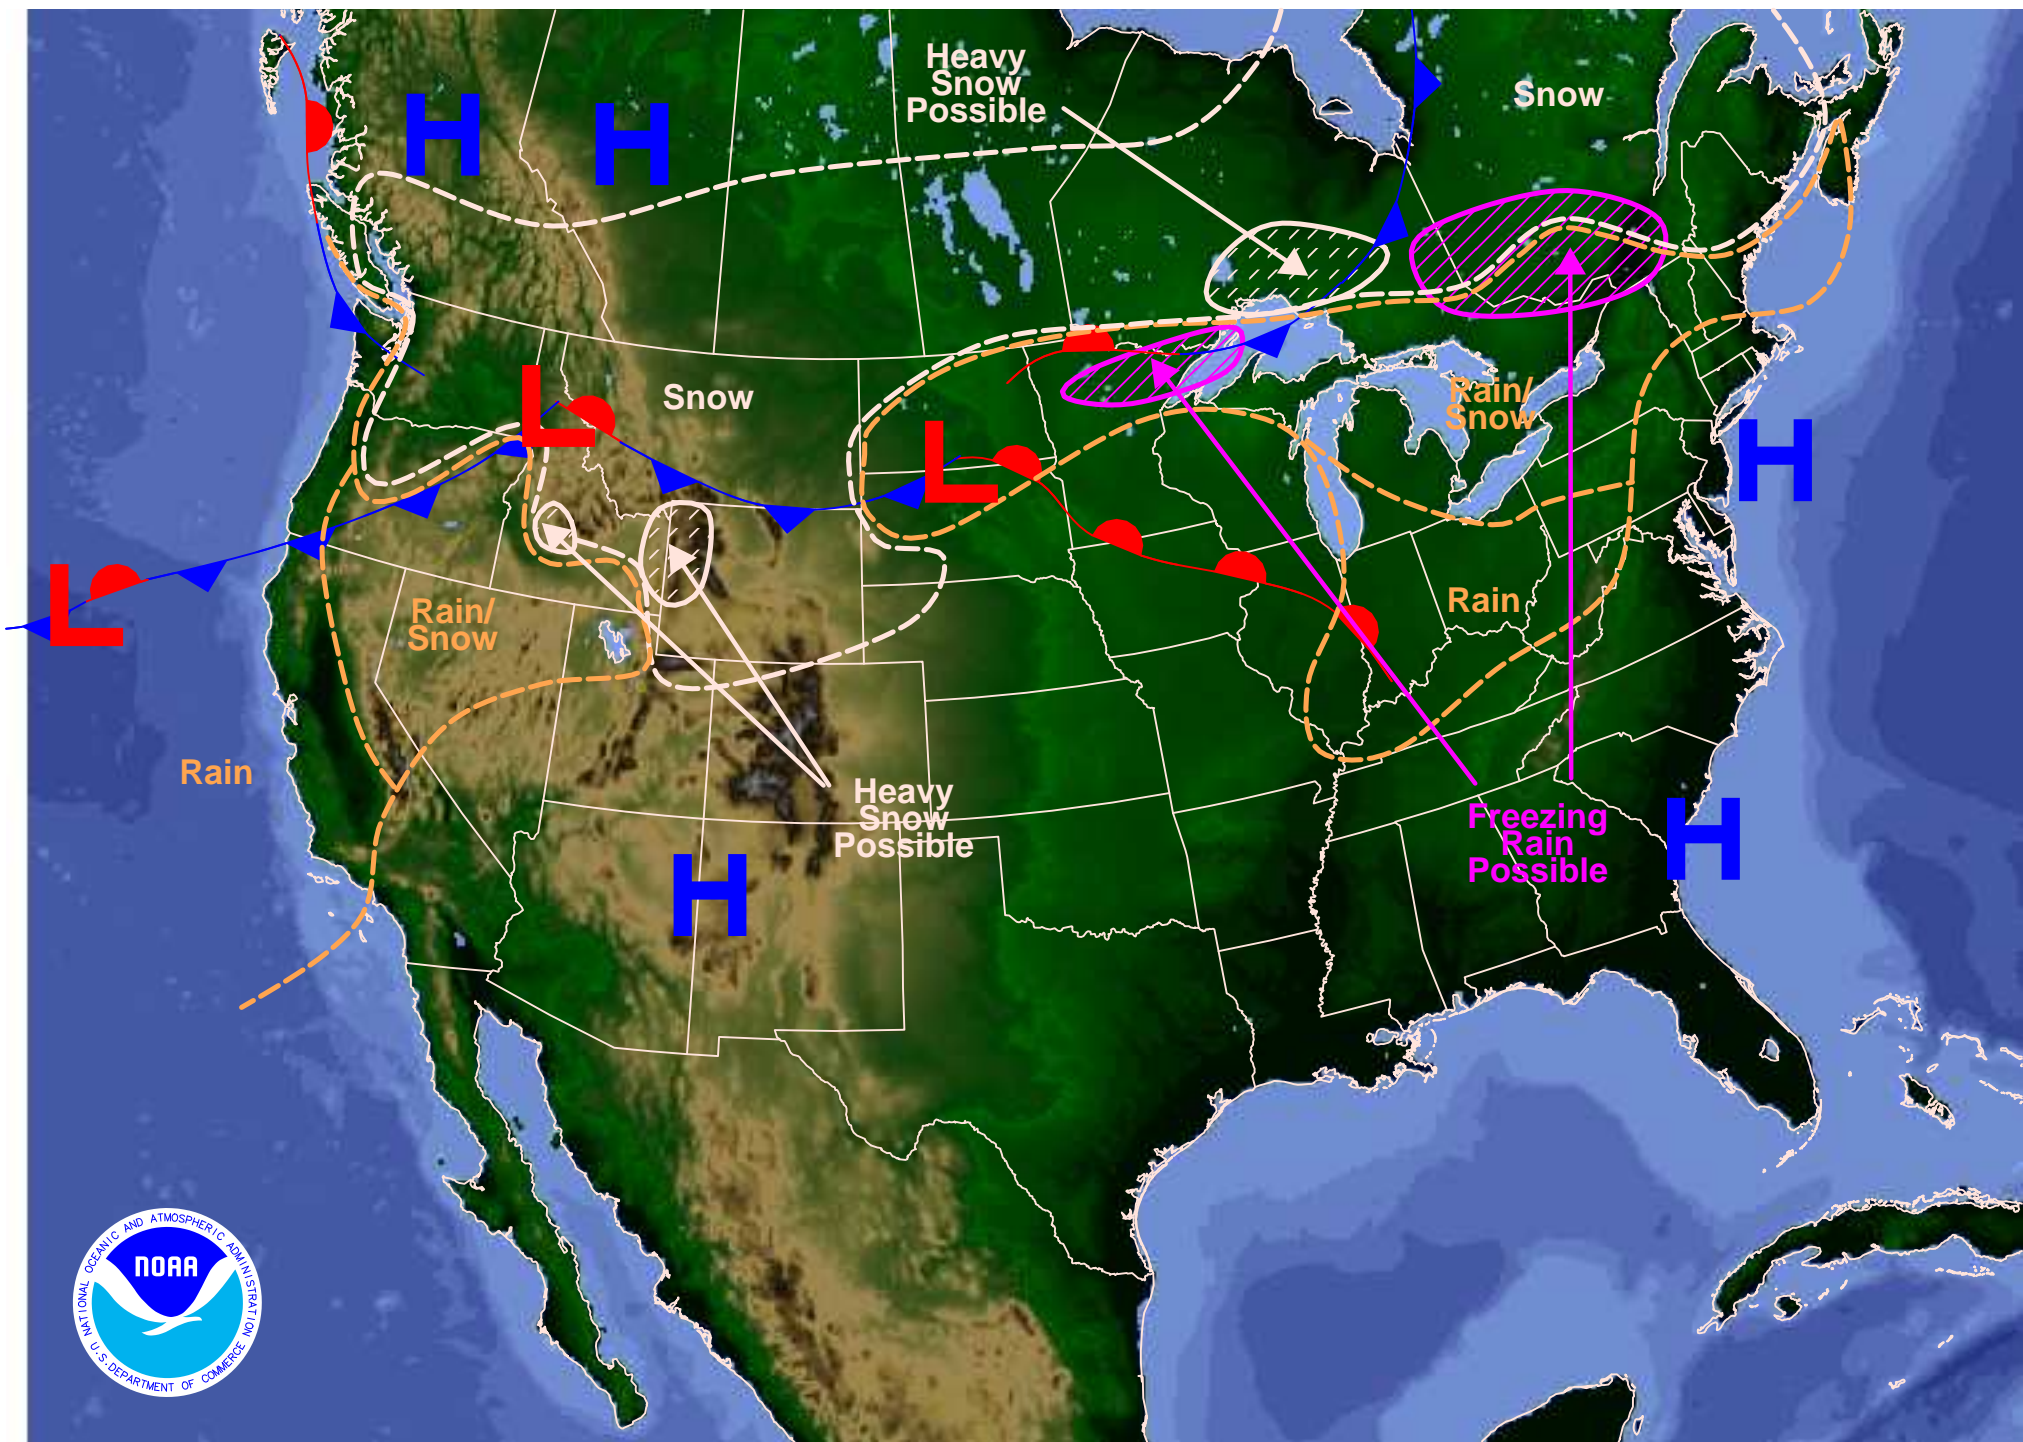 Heavy
Snow
Possible
Snow
H
H
Snow
L
L
H
Rain/
Snow
L
Rain/
Snow
Rain
Rain
Heavy
Snow
Possible
H
Freezing
Rain
Possible
H
NATIONAL OCEANIC AND ATMOSPHERIC ADMINISTRATION
NOAA
U.S. DEPARTMENT OF COMMERCE